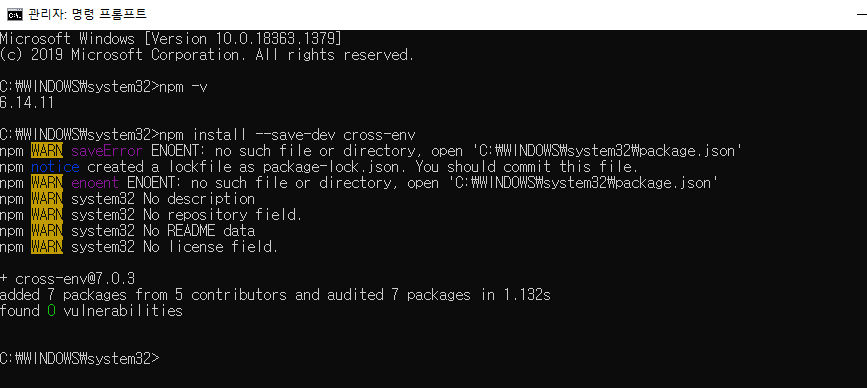 관리자: 명령 프롬프트
Microsoft Windows [Version 10.0.18363.1379]
(c) 2019 Microsoft Corporation. All rights reserved.
C:₩WINDOWS₩system32>npm -v
6.14.11
C:₩WINDOWS₩system32>npm install --save-dev cross-env
npm WARN saveError ENOENT: no such file or directory, open 'C:₩WINDOWS₩system32₩package.json'
npm notice created a lockfile as package-lock.json. You should commit this file.
npm WARN enoent ENOENT: no such file or directory, open 'C:₩WINDOWS₩system32₩package.json'
npm WARN system32 No description
npm WARN system32 No repository field.
npm WARN system32 No README data
npm WARN system32 No license field.
+ cross-env@7.0.3
added 7 packages from 5 contributors and audited 7 packages in 1.132s
found 0 vulnerabilities
C:₩WINDOWS₩system32>